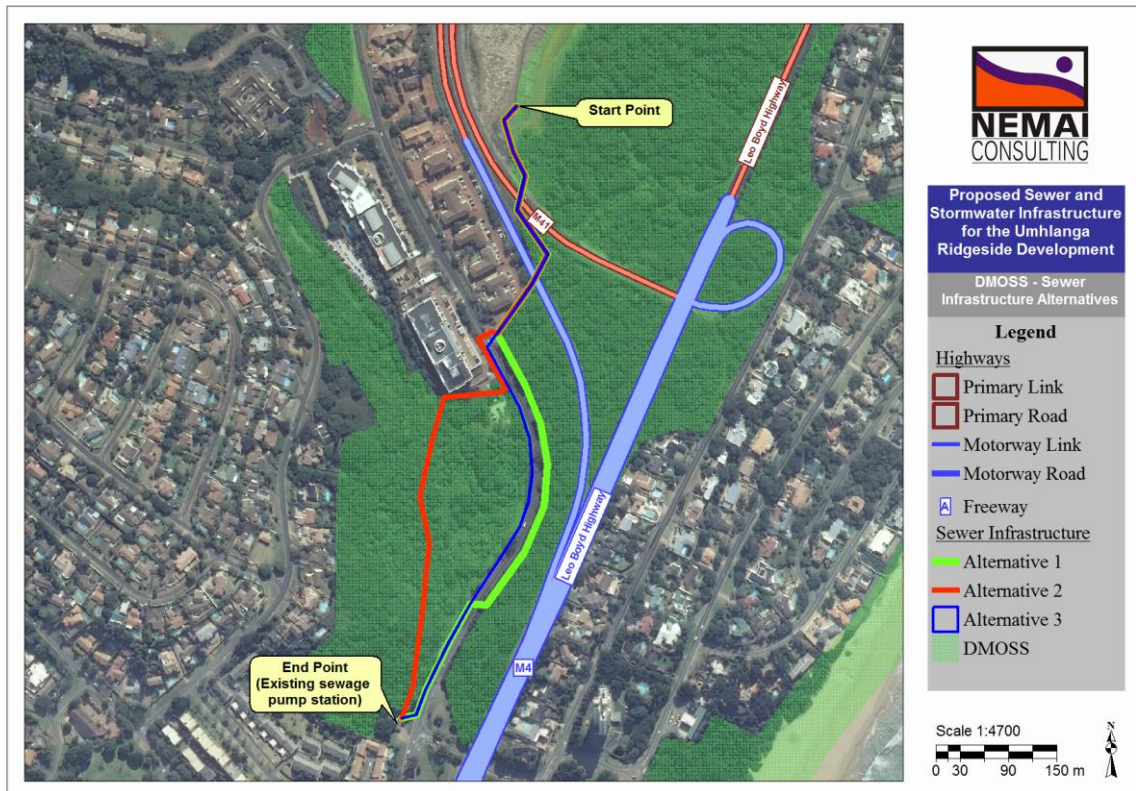 Start Point
Leo Boyd Highway
M41
Leo Boyd Highway
M4
End Point
(Existing sewage
pump station)
NEMAI
CONSULTING
Proposed Sewer and
Stormwater Infrastructure
for the Umhlanga
Ridgeside Development
DMOSS - Sewer
Infrastructure Alternatives
Legend
Highways
Primary Link
Primary Road
Motorway Link
Motorway Road
A Freeway
Sewer Infrastructure
Alternative 1
Alternative 2
Alternative 3
DMOSS
Scale 1:4700
0 30 90 150 m
N